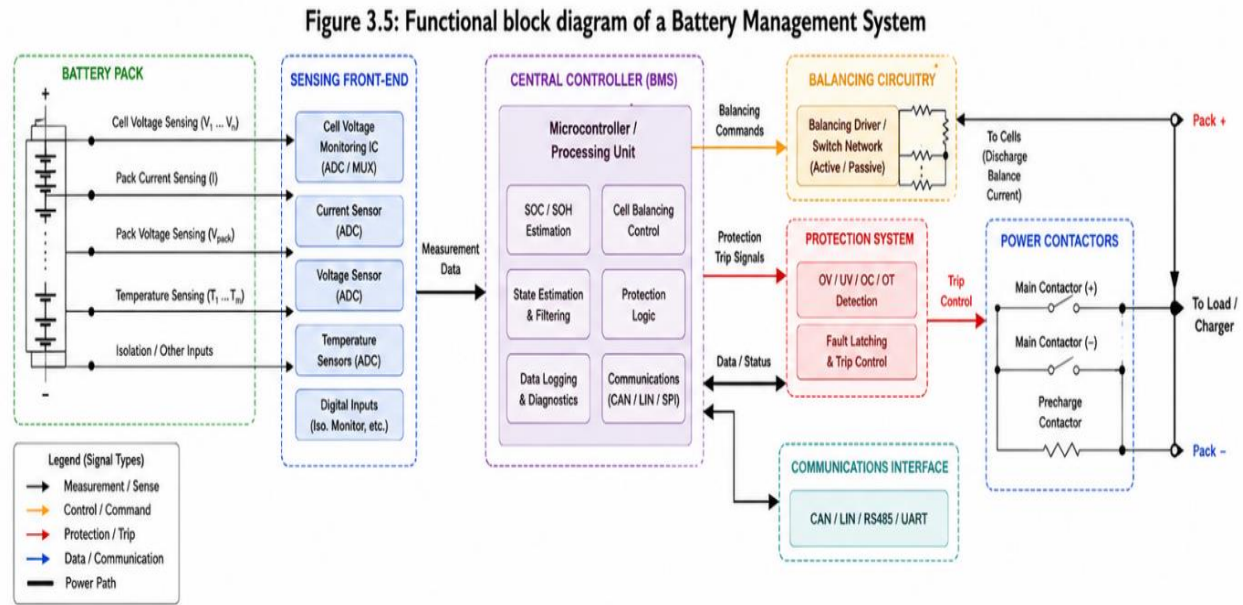 Figure 3.5: Functional block diagram of a Battery Management System
BATTERY PACK
+
Cell Voltage Sensing (V₁ ... Vₙ)
Pack Current Sensing (I)
Pack Voltage Sensing (Vpack)
Temperature Sensing (T₁ ...Tₘ)
Isolation / Other Inputs
−
SENSING FRONT-END
Cell Voltage
Monitoring IC
(ADC / MUX)
Current Sensor
(ADC)
Voltage Sensor
(ADC)
Temperature
Sensors (ADC)
Digital Inputs
(Iso. Monitor, etc.)
Measurement
Data
CENTRAL CONTROLLER (BMS)
Microcontroller /
Processing Unit
SOC / SOH
Estimation
Cell Balancing
Control
State Estimation
& Filtering
Protection
Logic
Data Logging
& Diagnostics
Communications
(CAN / LIN / SPI)
Balancing
Commands
Protection
Trip Signals
Data / Status
BALANCING CIRCUITRY
Balancing Driver /
Switch Network
(Active / Passive)
To Cells
(Discharge
Balance
Current)
PROTECTION SYSTEM
OV / UV / OC / OT
Detection
Fault Latching
& Trip Control
Trip
Control
POWER CONTACTORS
Main Contactor (+)
Main Contactor (−)
Precharge
Contactor
Pack +
To Load /
Charger
Pack −
COMMUNICATIONS INTERFACE
CAN / LIN / RS485 / UART
Legend (Signal Types)
Measurement / Sense
Control / Command
Protection / Trip
Data / Communication
Power Path